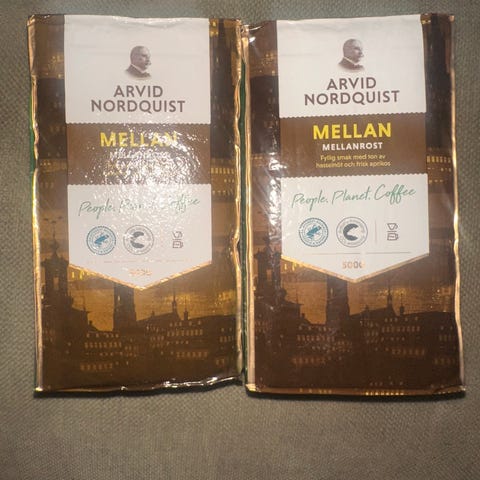 ARVID
NORDQUIST
MELLAN
People, Planet, Coffee
500g
ARVID
NORDQUIST
MELLAN
MELLANROST
Fyllig smak med ton av
hasselnöt och frisk aprikos
People, Planet, Coffee
500g